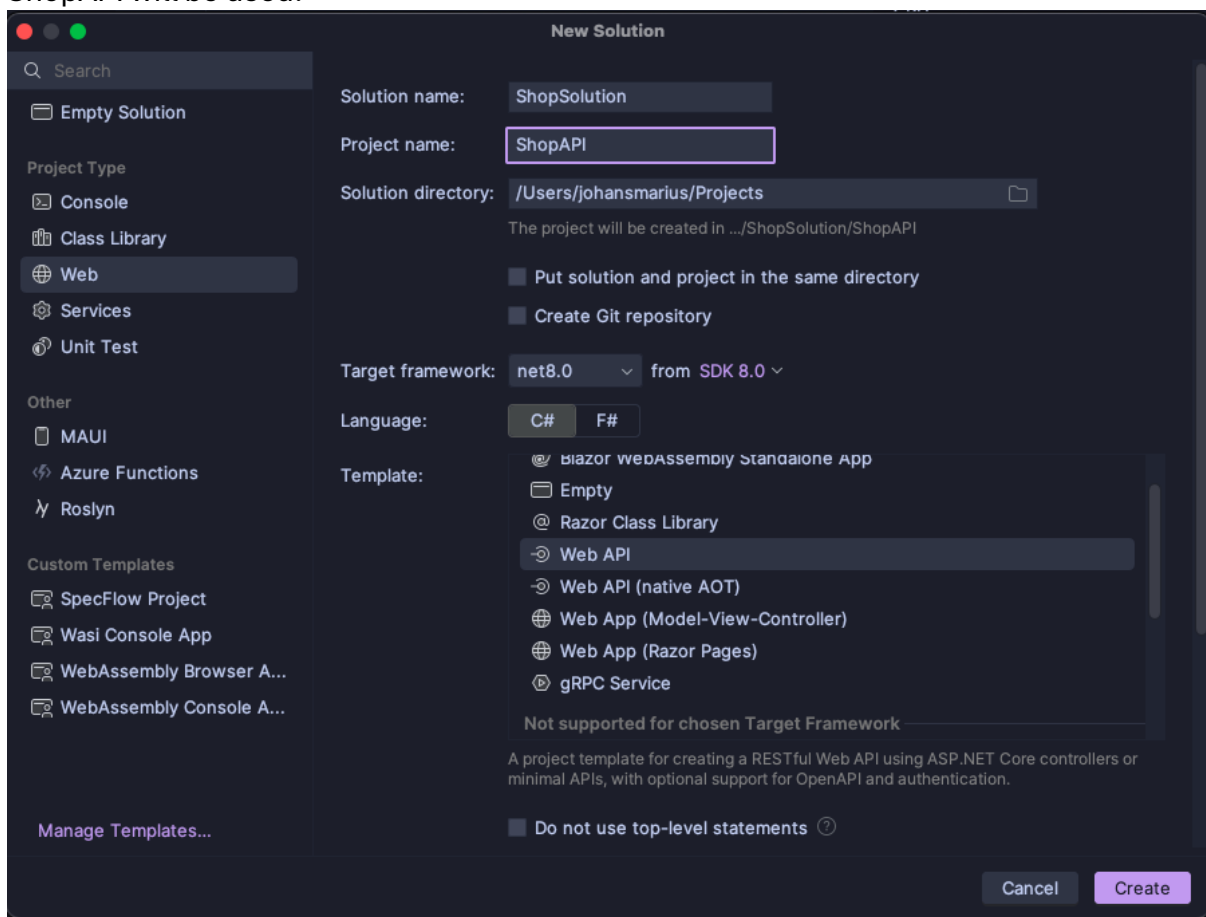 New Solution
Search
Empty Solution
Project Type
Console
Class Library
Web
Services
Unit Test
Other
MAUI
Azure Functions
Roslyn
Custom Templates
SpecFlow Project
Wasi Console App
WebAssembly Browser A...
WebAssembly Console A...
Manage Templates...
Solution name: ShopSolution
Project name: ShopAPI
Solution directory: /Users/johansmarius/Projects
The project will be created in .../ShopSolution/ShopAPI
Put solution and project in the same directory
Create Git repository
Target framework: net8.0 from SDK 8.0
Language: C# F#
Template:
Blazor WebAssembly Standalone App
Empty
Razor Class Library
Web API
Web API (native AOT)
Web App (Model-View-Controller)
Web App (Razor Pages)
gRPC Service
Not supported for chosen Target Framework
A project template for creating a RESTful Web API using ASP.NET Core controllers or
minimal APIs, with optional support for OpenAPI and authentication.
Do not use top-level statements ?
Cancel Create